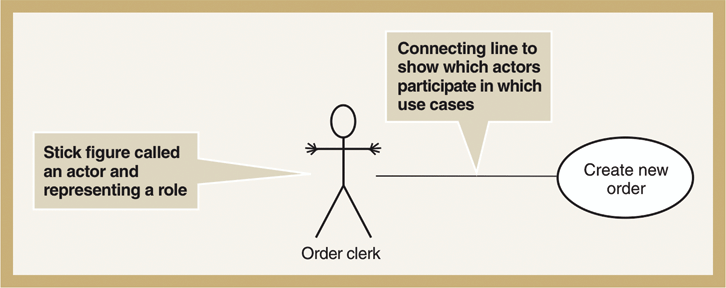 Connecting line to
show which actors
participate in which
use cases
Stick figure called
an actor and
representing a role
Create new
order
Order clerk